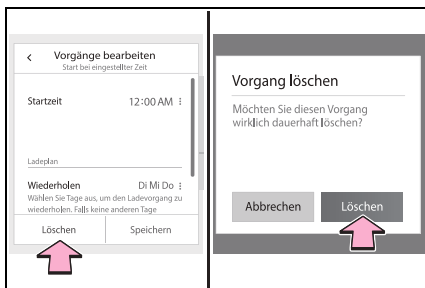 Vorgänge bearbeiten
Start bei eingestellter Zeit
Startzeit 12:00 AM
Ladeplan
Wiederholen Di Mi Do
Wählen Sie Tage aus, um den Ladevorgang zu
wiederholen. Falls keine anderen Tage
Löschen Speichern
Vorgang löschen
Möchten Sie diesen Vorgang
wirklich dauerhaft löschen?
Abbrechen Löschen